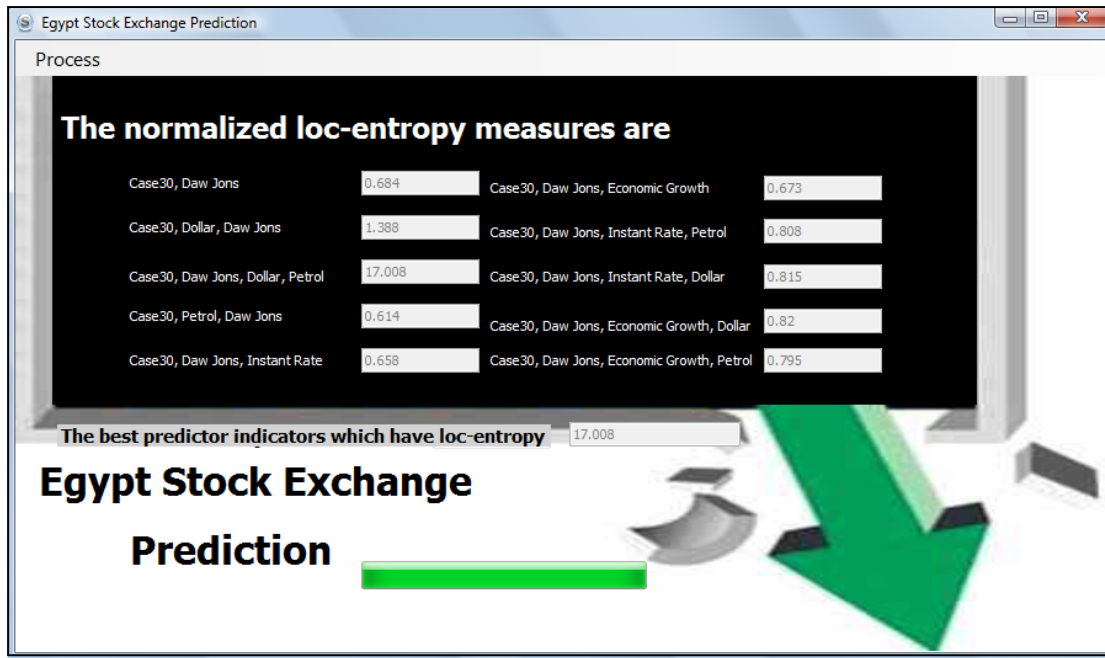 Egypt Stock Exchange Prediction
Process
The normalized loc-entropy measures are
Case30, Daw Jons 0.684 Case30, Daw Jons, Economic Growth 0.673
Case30, Dollar, Daw Jons 1.388 Case30, Daw Jons, Instant Rate, Petrol 0.808
Case30, Daw Jons, Dollar, Petrol 17.008 Case30, Daw Jons, Instant Rate, Dollar 0.815
Case30, Petrol, Daw Jons 0.614 Case30, Daw Jons, Economic Growth, Dollar 0.82
Case30, Daw Jons, Instant Rate 0.658 Case30, Daw Jons, Economic Growth, Petrol 0.795
The best predictor indicators which have loc-entropy 17.008
Egypt Stock Exchange
Prediction